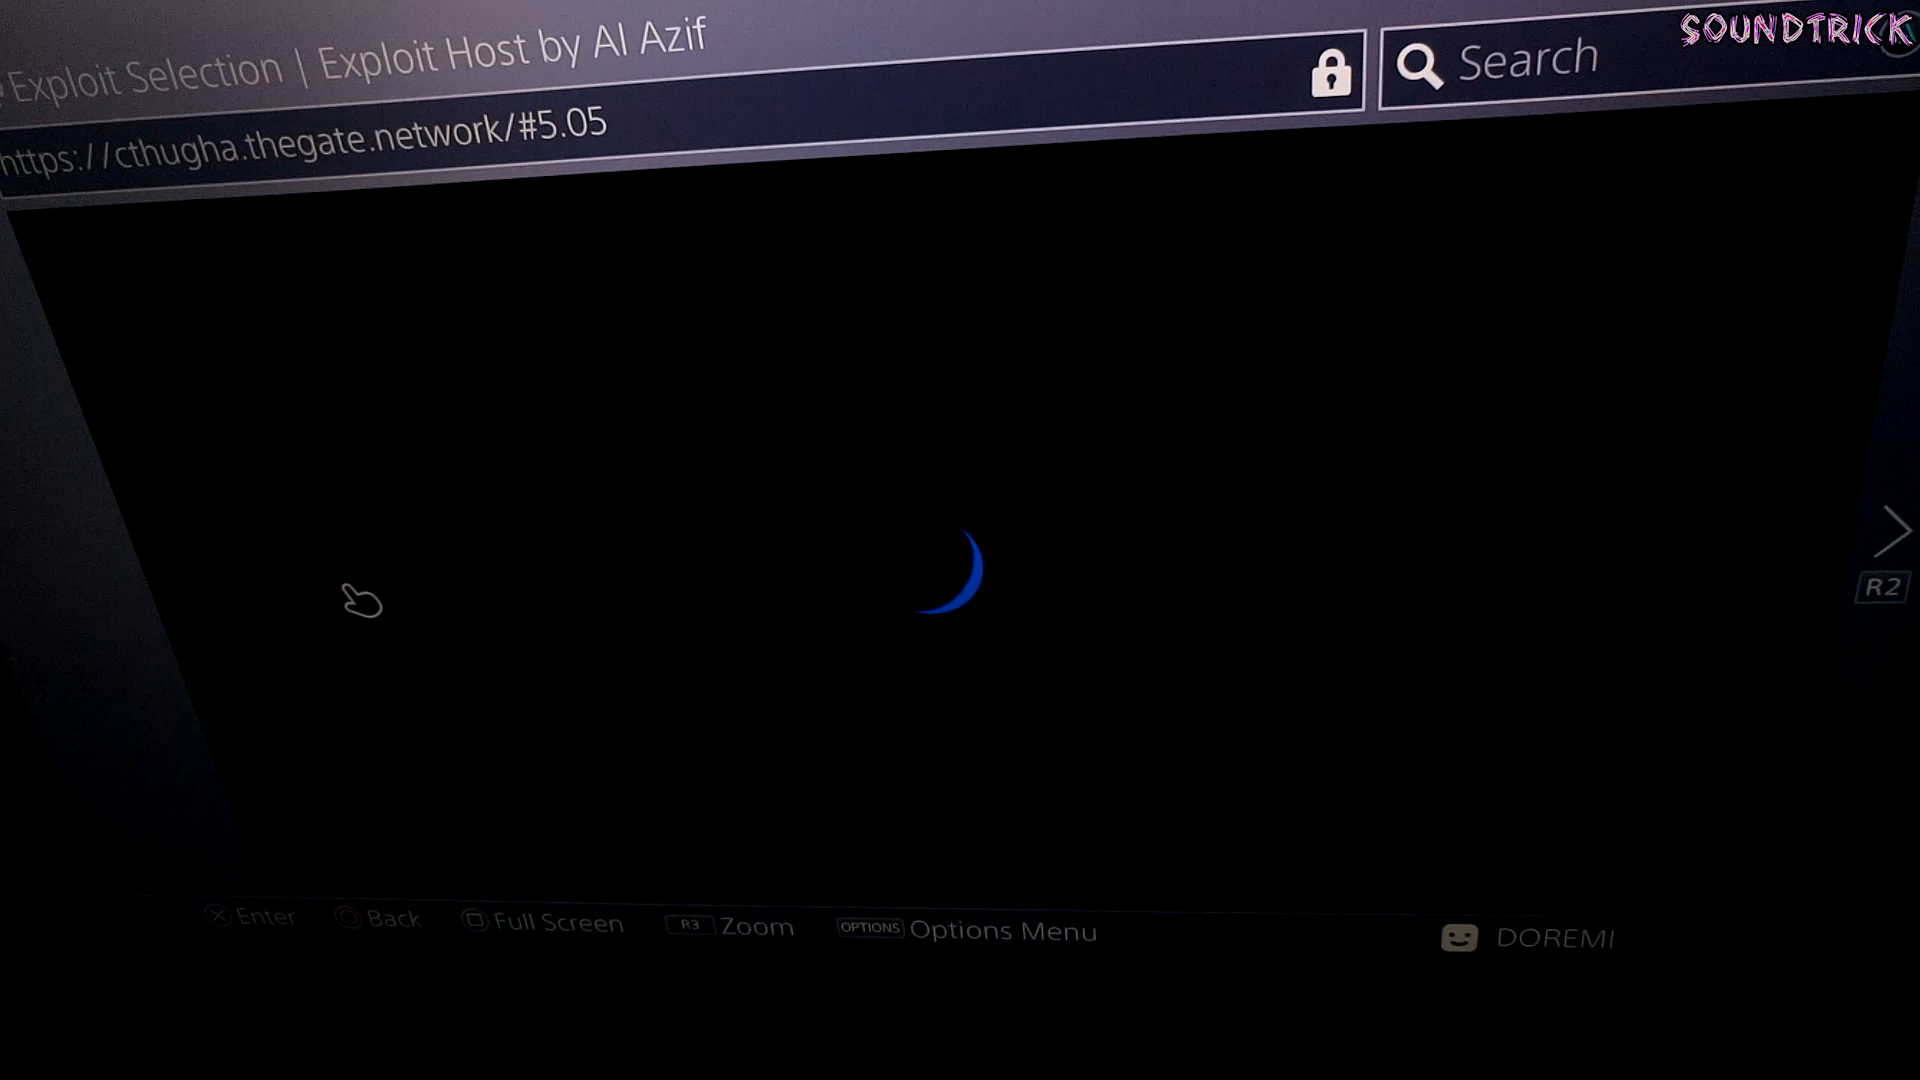 Exploit Selection | Exploit Host by Al Azif
https://cthugha.thegate.network/#5.05
Search
SOUNDTRICK
R2
Enter
Back
Full Screen
R3 Zoom
OPTIONS Options Menu
DOREMI